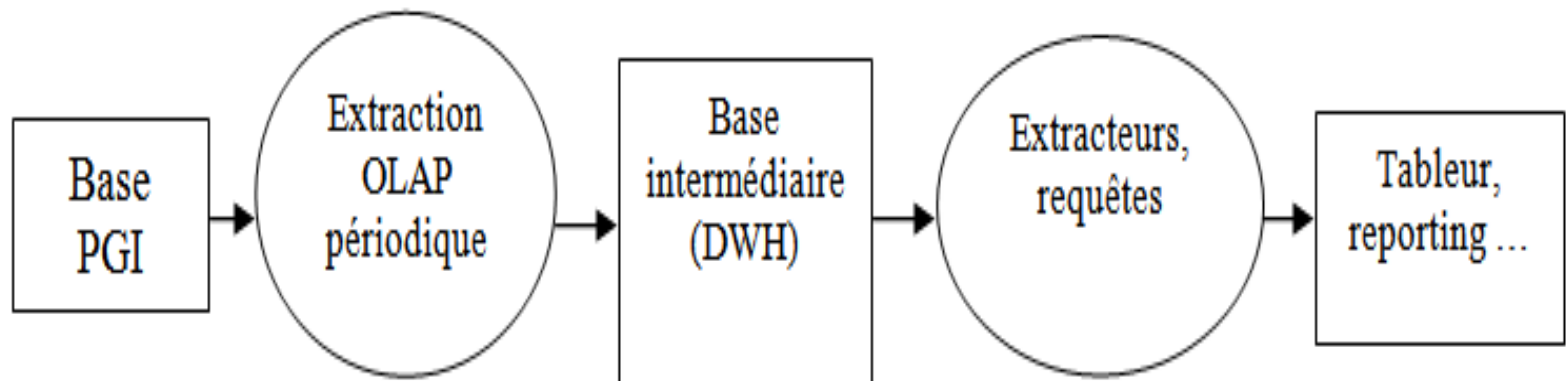 Base
PGI
Extraction
OLAP
périodique
Base
intermédiaire
(DWH)
Extracteurs,
requêtes
Tableur,
reporting ...